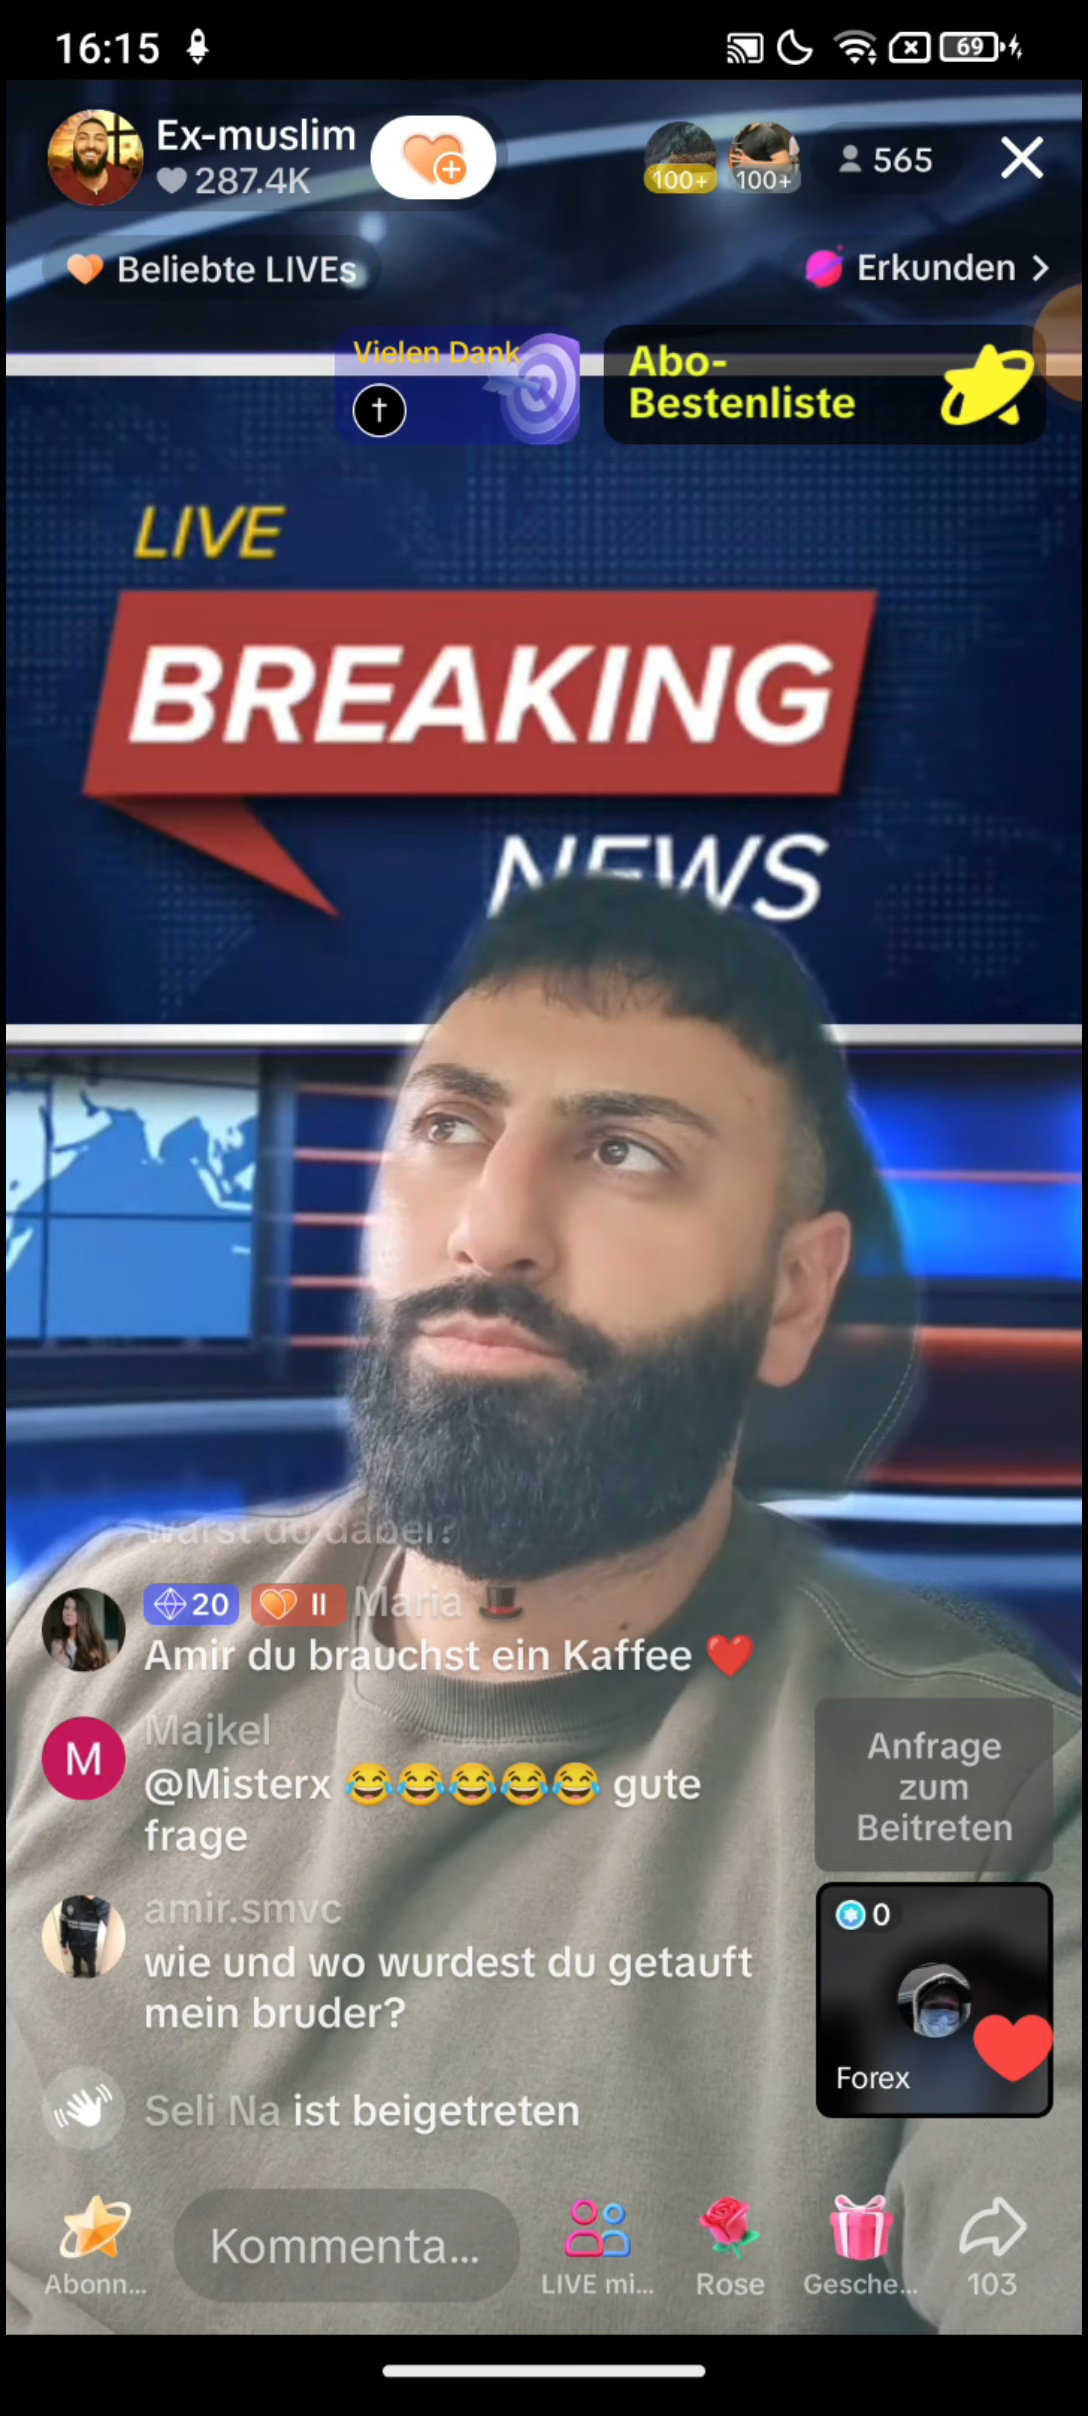 16:15
69
Ex-muslim
287.4K
100+
100+
565
Beliebte LIVEs
Erkunden
Vielen Dank
Abo-
Bestenliste
LIVE
BREAKING
NEWS
warst du dabei?
20
II
Maria
Amir du brauchst ein Kaffee ❤️
Majkel
M
@Misterx 😂😂😂😂😂 gute
frage
Anfrage
zum
Beitreten
amir.smvc
wie und wo wurdest du getauft
mein bruder?
0
Forex
Seli Na ist beigetreten
Kommenta...
Abonn...
LIVE mi...
Rose
Gesche...
103